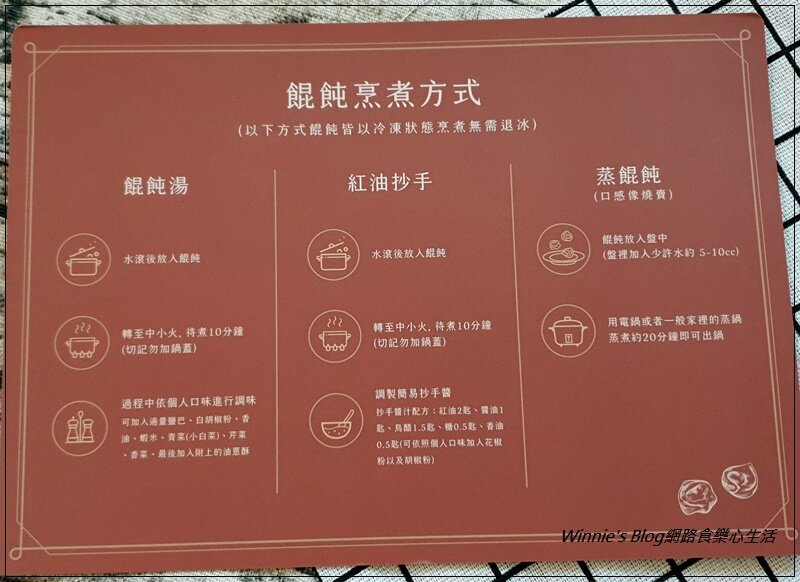 餛飩烹煮方式
(以下方式餛飩皆以冷凍狀態烹煮無需退冰)
餛飩湯
水滾後放入餛飩
轉至中小火, 待煮10分鐘
(切記勿加鍋蓋)
過程中依個人口味進行調味
可加入適量鹽巴、白胡椒粉、香
油、蝦米、青菜(小白菜)、芹菜
、香菜、最後加入附上的油蔥酥
紅油抄手
水滾後放入餛飩
轉至中小火, 待煮10分鐘
(切記勿加鍋蓋)
調製簡易抄手醬
抄手醬汁配方：紅油2匙、醬油1
匙、烏醋1.5匙、糖0.5匙、香油
0.5匙(可依照個人口味加入花椒
粉以及胡椒粉)
蒸餛飩
(口感像燒賣)
餛飩放入盤中
(盤裡加入少許水約 5-10cc)
用電鍋或者一般家裡的蒸鍋
蒸煮約20分鐘即可出鍋
Winnie's Blog網路食樂心生活